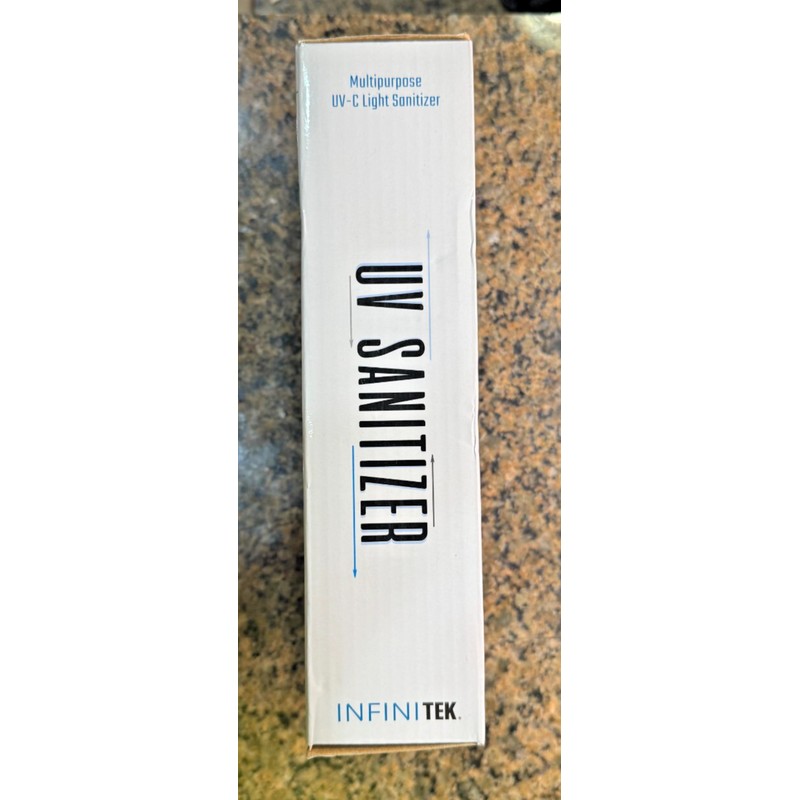 Multipurpose
UV-C Light Sanitizer
UV SANITIZER
INFINITEK